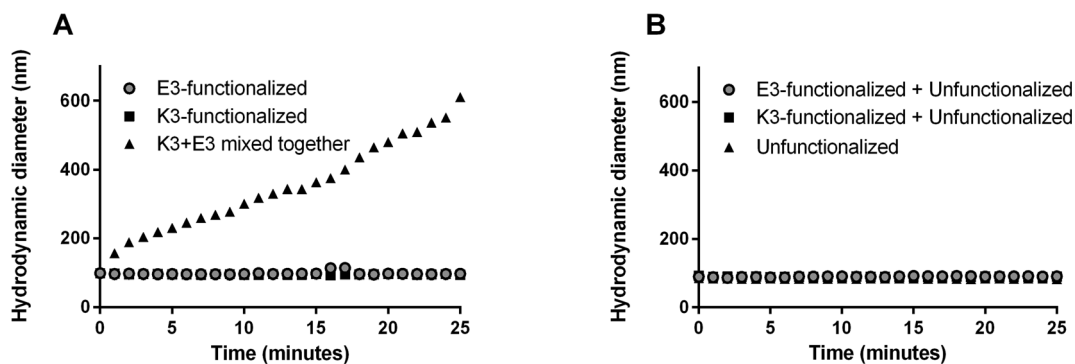 A
Hydrodynamic diameter (nm)
600
400
200
0
E3-functionalized
K3-functionalized
K3+E3 mixed together
0 5 10 15 20 25
Time (minutes)
B
Hydrodynamic diameter (nm)
600
400
200
0
E3-functionalized + Unfunctionalized
K3-functionalized + Unfunctionalized
Unfunctionalized
0 5 10 15 20 25
Time (minutes)